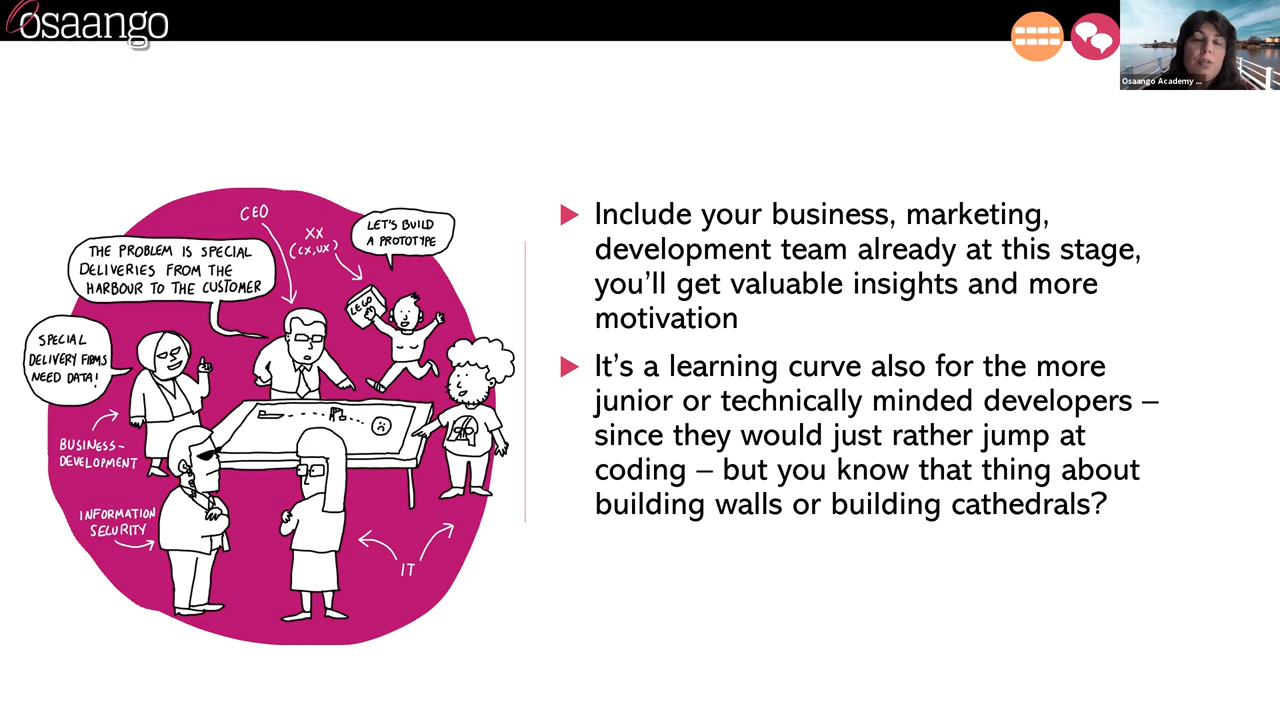 osaango
Osaango Academy ...
CEO
XX
(CX,UX)
LET'S BUILD
A PROTOTYPE
THE PROBLEM IS SPECIAL
DELIVERIES FROM THE
HARBOUR TO THE CUSTOMER
LEGO
SPECIAL
DELIVERY FIRMS
NEED DATA!
BUSINESS-
DEVELOPMENT
INFORMATION
SECURITY
IT
Include your business, marketing,
development team already at this stage,
you'll get valuable insights and more
motivation
It's a learning curve also for the more
junior or technically minded developers –
since they would just rather jump at
coding – but you know that thing about
building walls or building cathedrals?